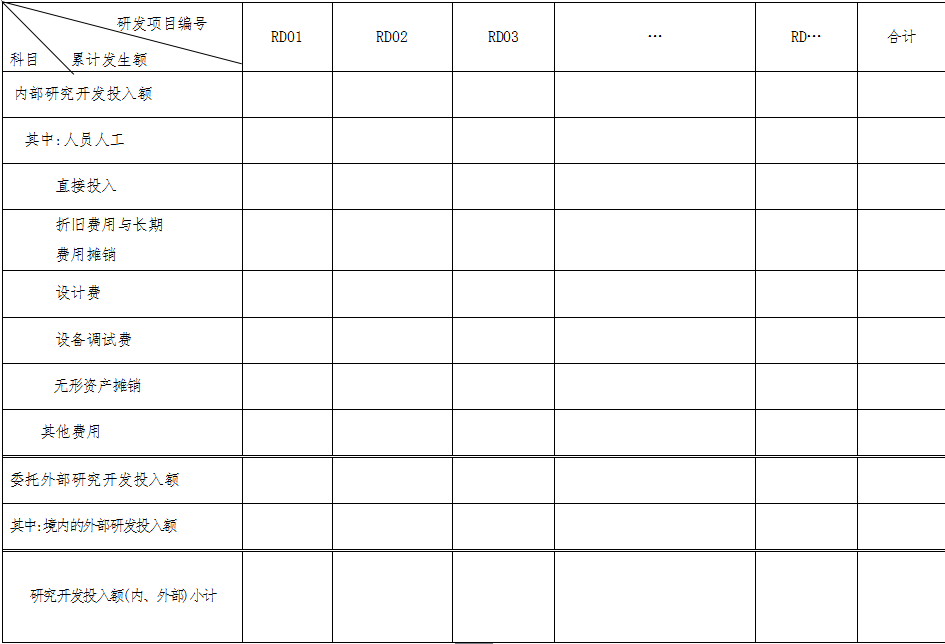 研发项目编号
科目
累计发生额
RD01
RD02
RD03
…
RD…
合计
内部研究开发投入额
其中:人员人工
直接投入
折旧费用与长期
费用摊销
设计费
设备调试费
无形资产摊销
其他费用
委托外部研究开发投入额
其中:境内的外部研发投入额
研究开发投入额(内、外部)小计